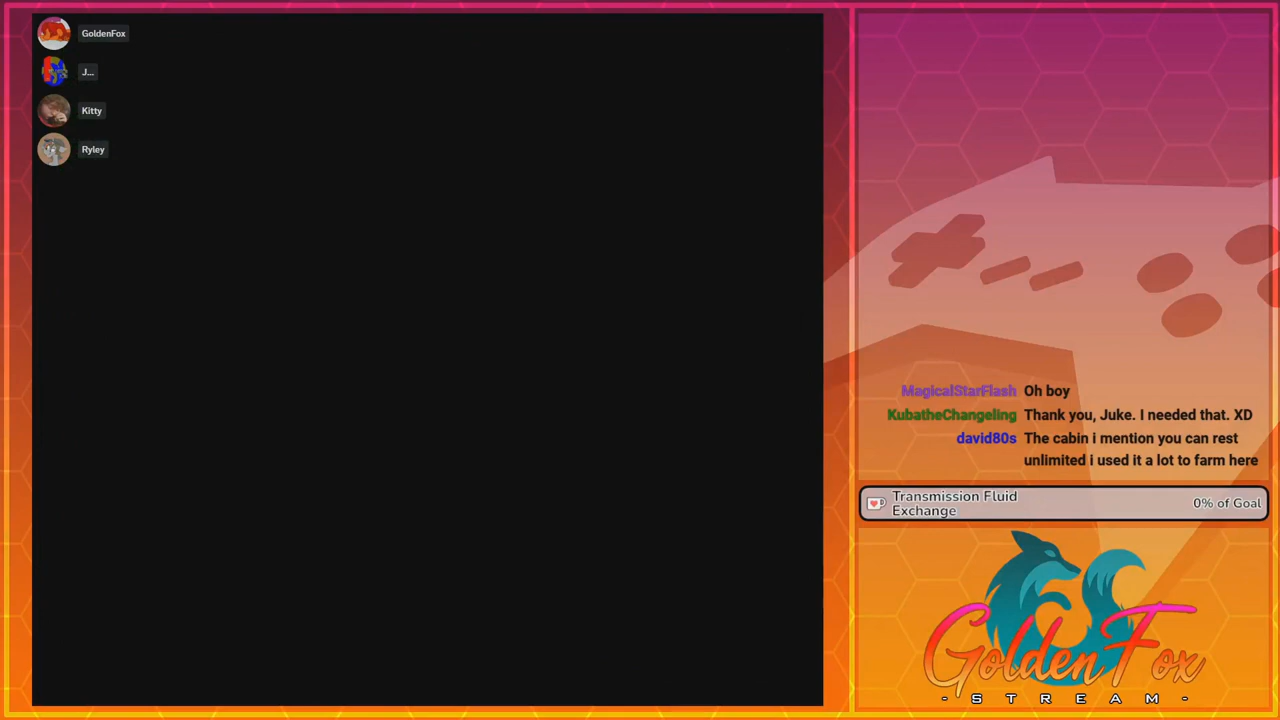 GoldenFox
J...
Kitty
Ryley
MagicalStarFlash Oh boy
KubatheChangeling Thank you, Juke. I needed that. XD
david80s The cabin i mention you can rest
unlimited i used it a lot to farm here
Transmission Fluid
Exchange
0% of Goal
GoldenFox
- S T R E A M -